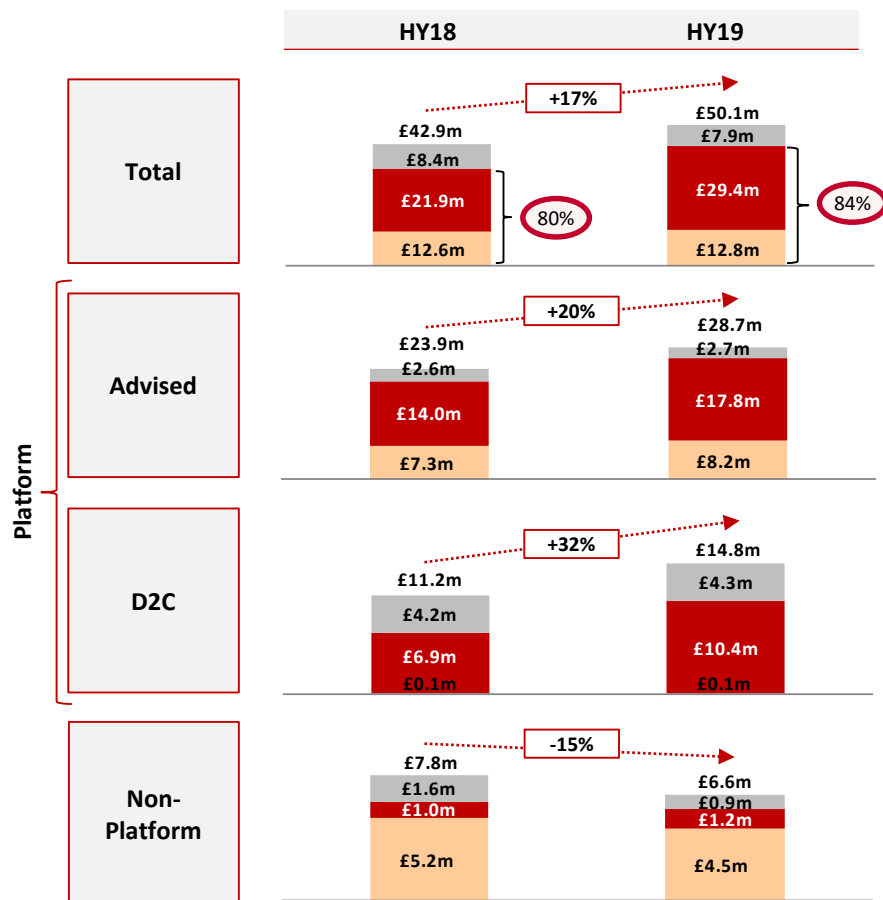 HY18
HY19
Total
+17%
£42.9m
£50.1m
£8.4m
£7.9m
£21.9m
£29.4m
80%
84%
£12.6m
£12.8m
Platform
Advised
+20%
£23.9m
£28.7m
£2.6m
£2.7m
£14.0m
£17.8m
£7.3m
£8.2m
D2C
+32%
£11.2m
£14.8m
£4.2m
£4.3m
£6.9m
£10.4m
£0.1m
£0.1m
Non-
Platform
-15%
£7.8m
£6.6m
£1.6m
£0.9m
£1.0m
£1.2m
£5.2m
£4.5m